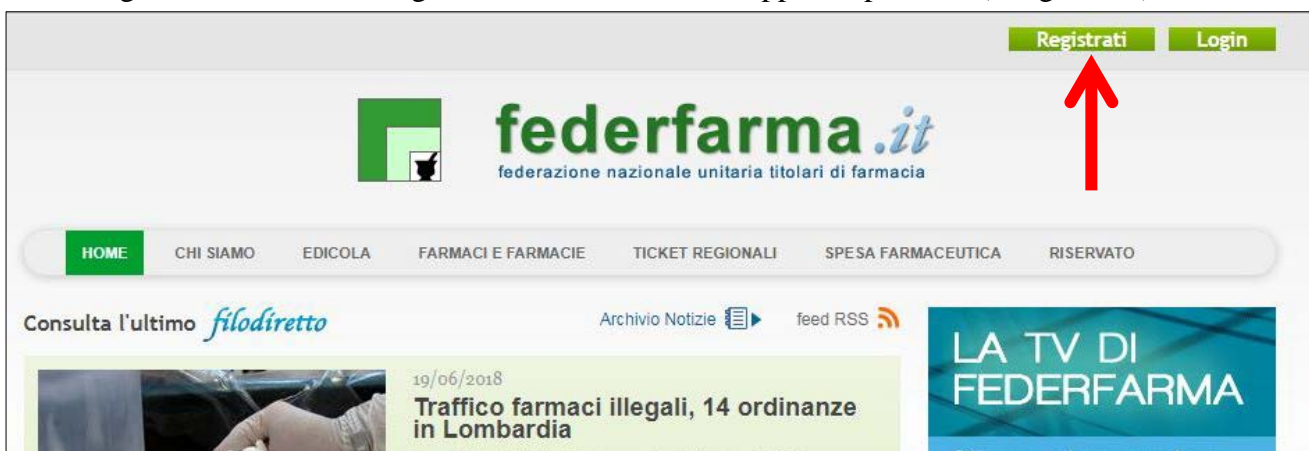 Registrati Login
federfarma.it
federazione nazionale unitaria titolari di farmacia
HOME CHI SIAMO EDICOLA FARMACI E FARMACIE TICKET REGIONALI SPESA FARMACEUTICA RISERVATO
Consulta l'ultimo filodiretto Archivio Notizie feed RSS
LA TV DI
FEDERFARMA
19/06/2018
Traffico farmaci illegali, 14 ordinanze
in Lombardia